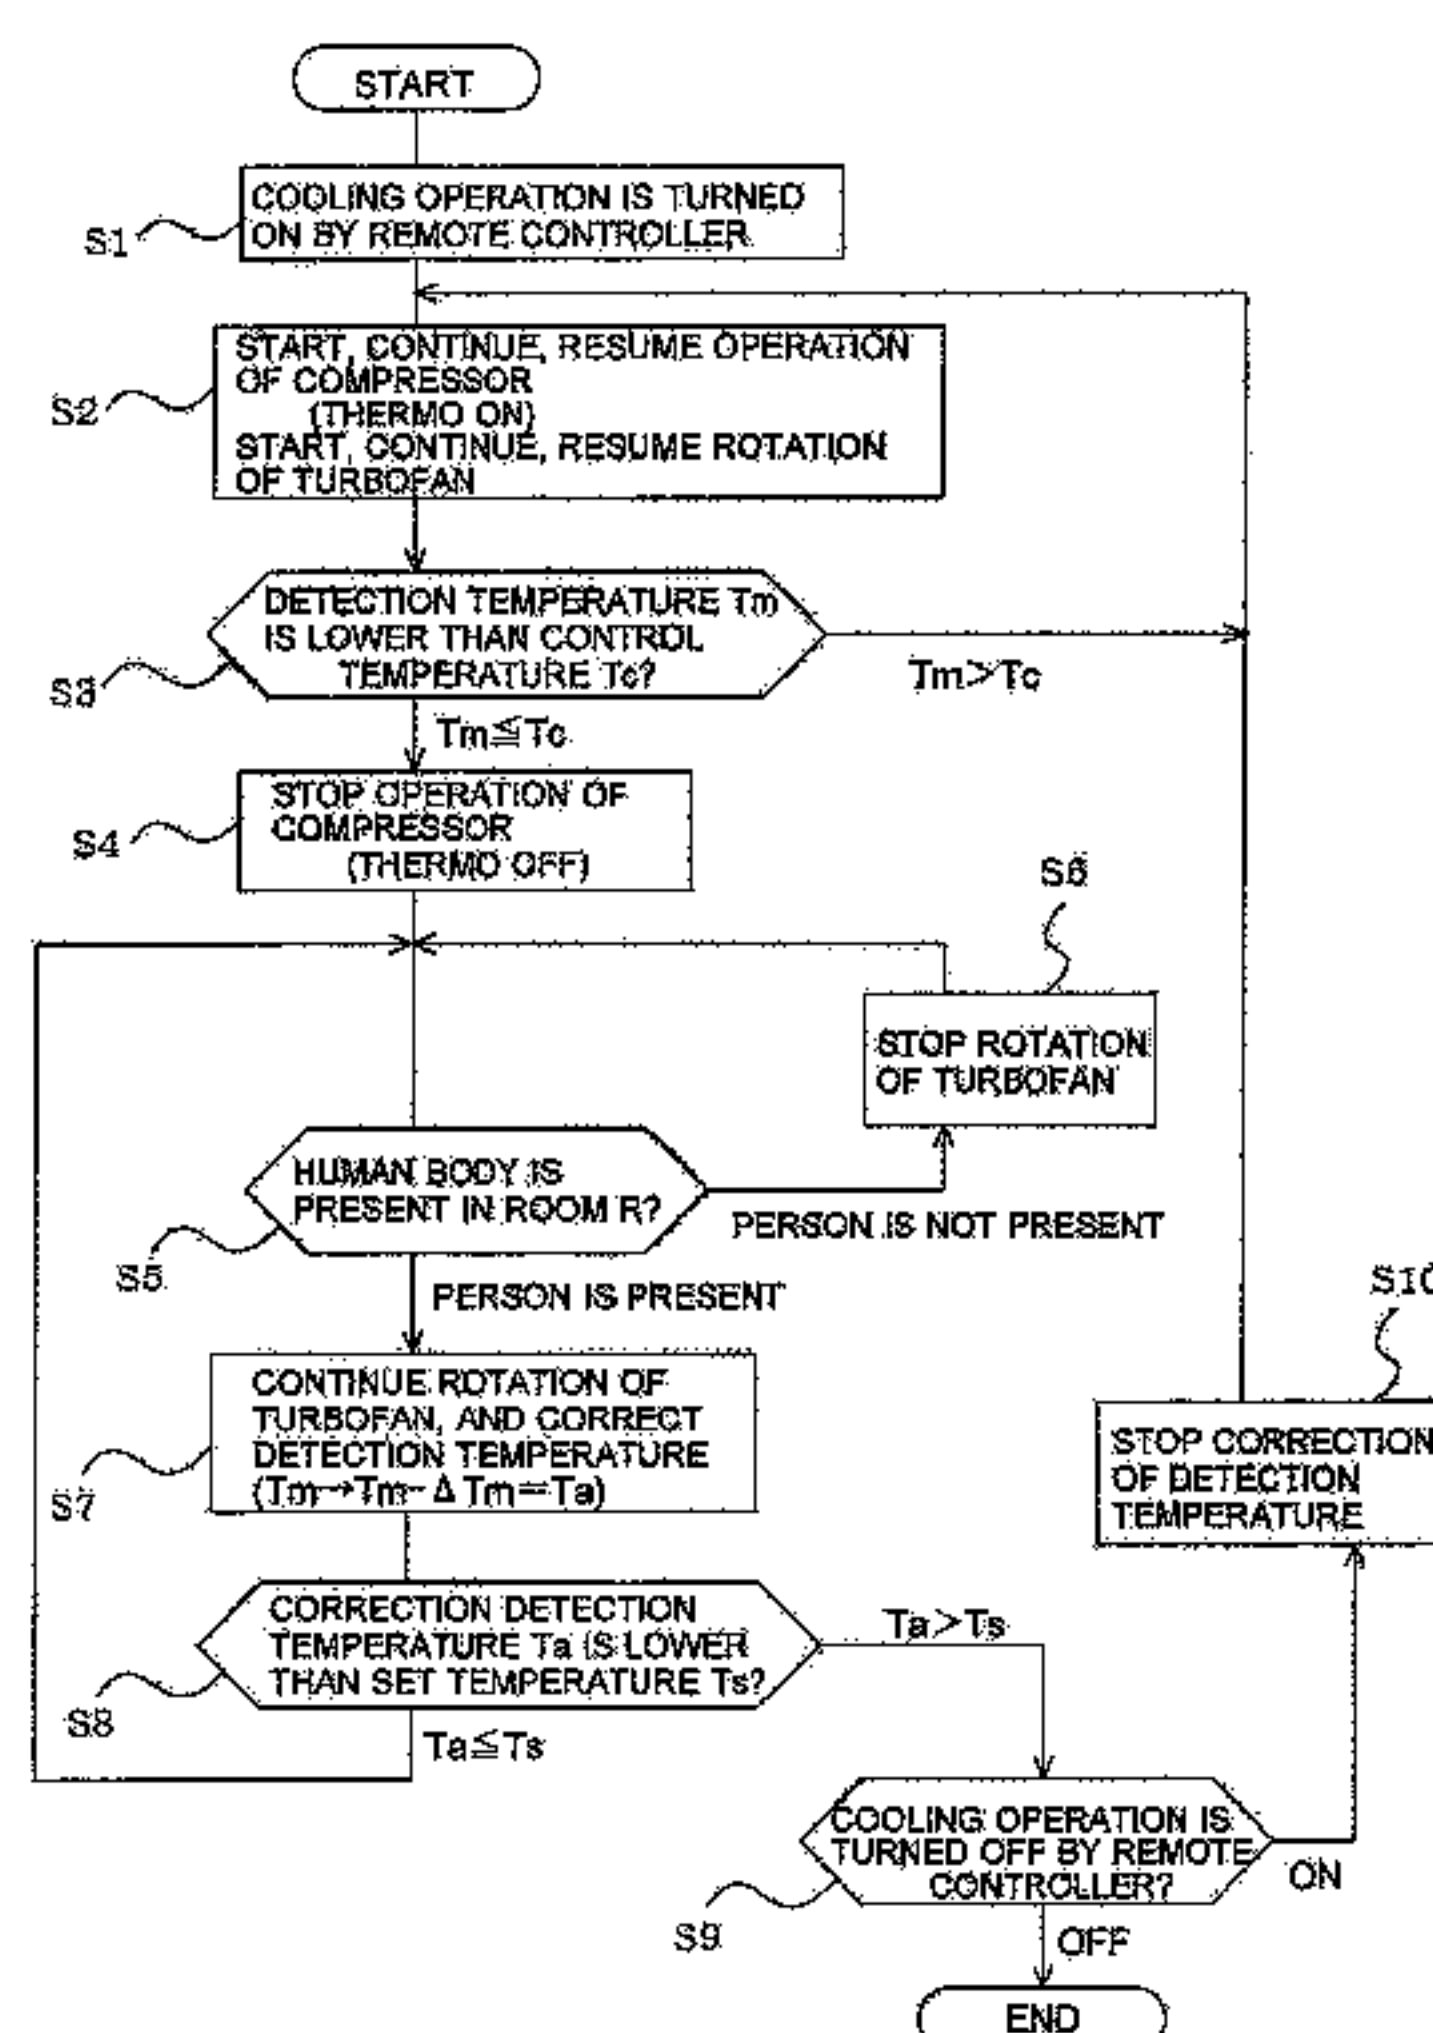 START
COOLING OPERATION IS TURNED
ON BY REMOTE CONTROLLER
S1
START, CONTINUE, RESUME OPERATION
OF COMPRESSOR
(THERMO ON)
START, CONTINUE, RESUME ROTATION
OF TURBOFAN
S2
DETECTION TEMPERATURE Tm
IS LOWER THAN CONTROL
TEMPERATURE Tc?
S3
Tm>Tc
Tm≦Tc
STOP OPERATION OF
COMPRESSOR
(THERMO OFF)
S4
S6
STOP ROTATION
OF TURBOFAN
HUMAN BODY IS
PRESENT IN ROOM R?
PERSON IS NOT PRESENT
S5
PERSON IS PRESENT
S10
CONTINUE ROTATION OF
TURBOFAN, AND CORRECT
DETECTION TEMPERATURE
(Tm→Tm-Δ Tm=Ta)
S7
STOP CORRECTION
OF DETECTION
TEMPERATURE
CORRECTION DETECTION
TEMPERATURE Ta IS LOWER
THAN SET TEMPERATURE Ts?
Ta>Ts
S8
Ta≦Ts
COOLING OPERATION IS
TURNED OFF BY REMOTE
CONTROLLER?
ON
S9
OFF
END